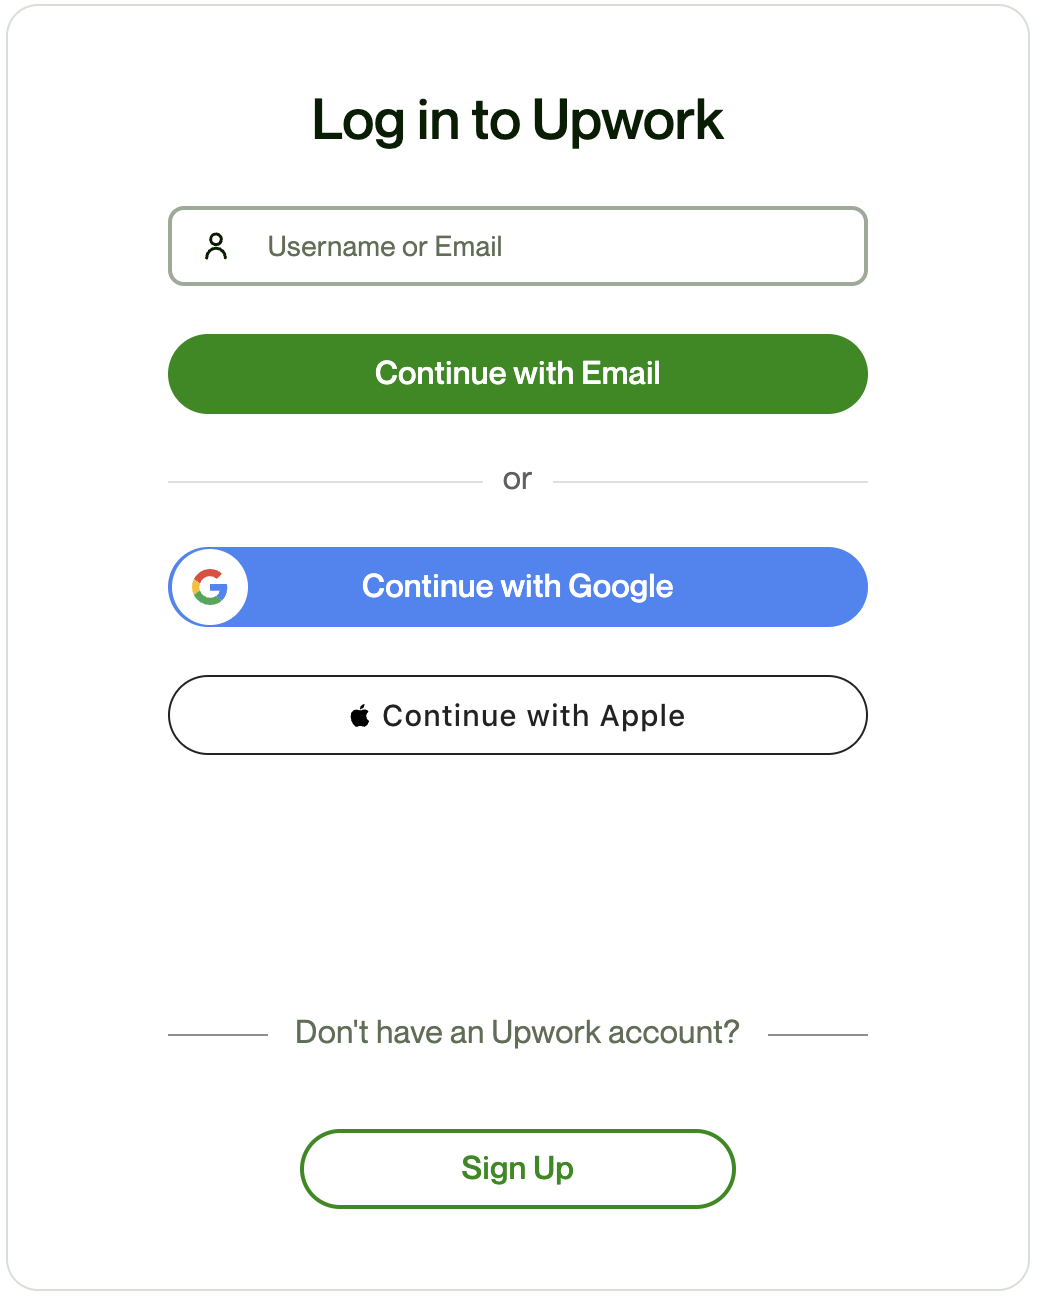 Log in to Upwork
Username or Email
Continue with Email
or
Continue with Google
Continue with Apple
Don't have an Upwork account?
Sign Up